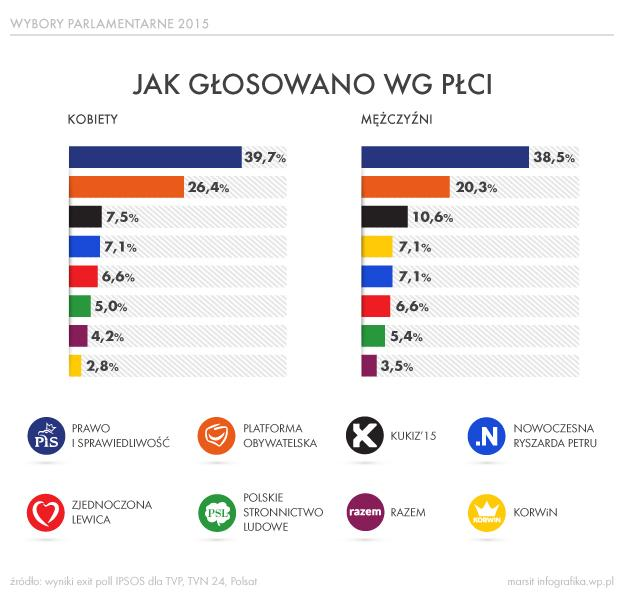 WYBORY PARLAMENTARNE 2015
JAK GŁOSOWANO WG PŁCI
KOBIETY
39,7%
26,4%
7,5%
7,1%
6,6%
5,0%
4,2%
2,8%
MĘŻCZYŹNI
38,5%
20,3%
10,6%
7,1%
7,1%
6,6%
5,4%
3,5%
PiS
PRAWO
I SPRAWIEDLIWOŚĆ
PLATFORMA
OBYWATELSKA
K
KUKIZ'15
.N
NOWOCZESNA
RYSZARDA PETRU
ZJEDNOCZONA
LEWICA
PSL
POLSKIE
STRONNICTWO
LUDOWE
razem
RAZEM
KORWiN
KORWiN
źródło: wyniki exit poll IPSOS dla TVP, TVN 24, Polsat
marsit infografika.wp.pl